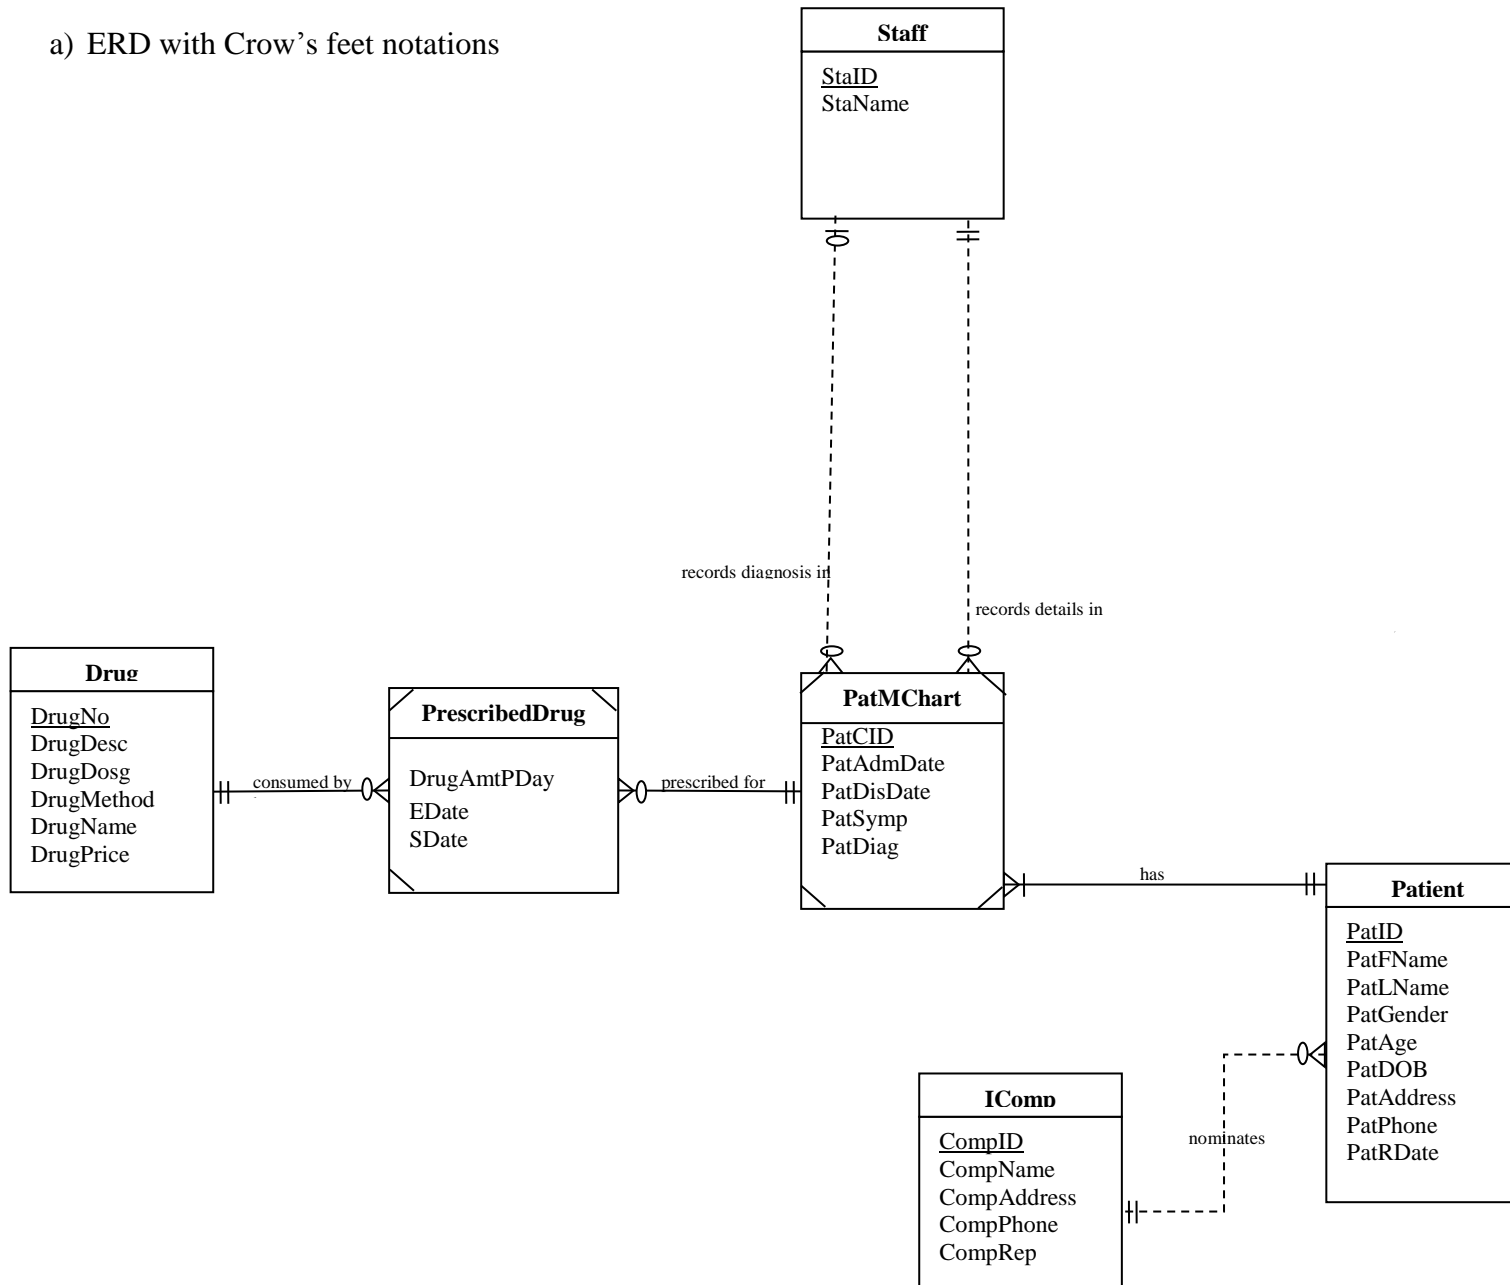 a) ERD with Crow's feet notations
Staff
StaID
StaName
records diagnosis in
records details in
Drug
DrugNo
DrugDesc
DrugDosg
DrugMethod
DrugName
DrugPrice
consumed by
PrescribedDrug
DrugAmtPDay
EDate
SDate
prescribed for
PatMChart
PatCID
PatAdmDate
PatDisDate
PatSymp
PatDiag
has
Patient
PatID
PatFName
PatLName
PatGender
PatAge
PatDOB
PatAddress
PatPhone
PatRDate
nominates
IComp
CompID
CompName
CompAddress
CompPhone
CompRep